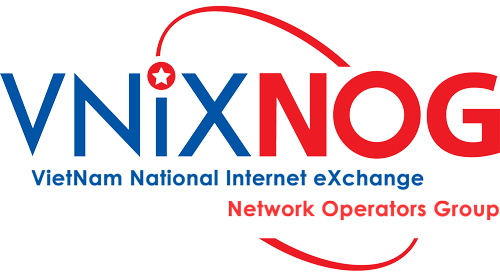 VNiXNOG
VietNam National Internet eXchange
Network Operators Group